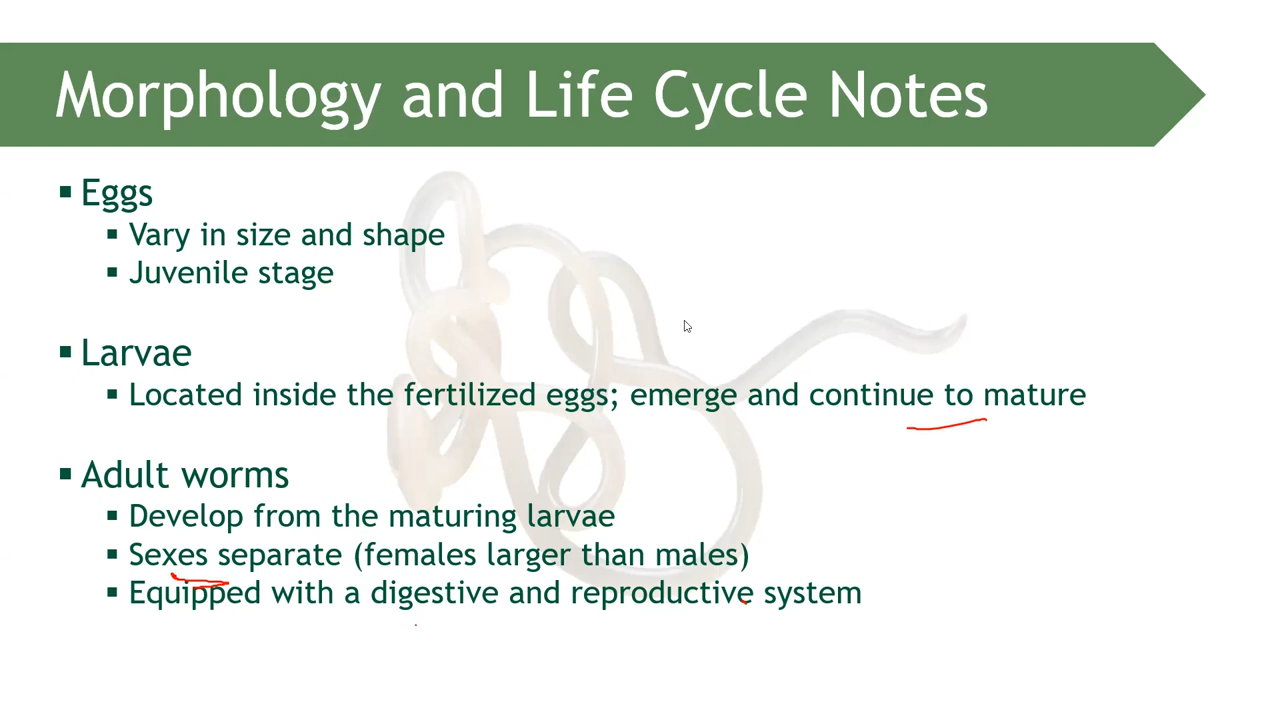 Morphology and Life Cycle Notes
▪ Eggs
▪ Vary in size and shape
▪ Juvenile stage
▪ Larvae
▪ Located inside the fertilized eggs; emerge and continue to mature
▪ Adult worms
▪ Develop from the maturing larvae
▪ Sexes separate (females larger than males)
▪ Equipped with a digestive and reproductive system